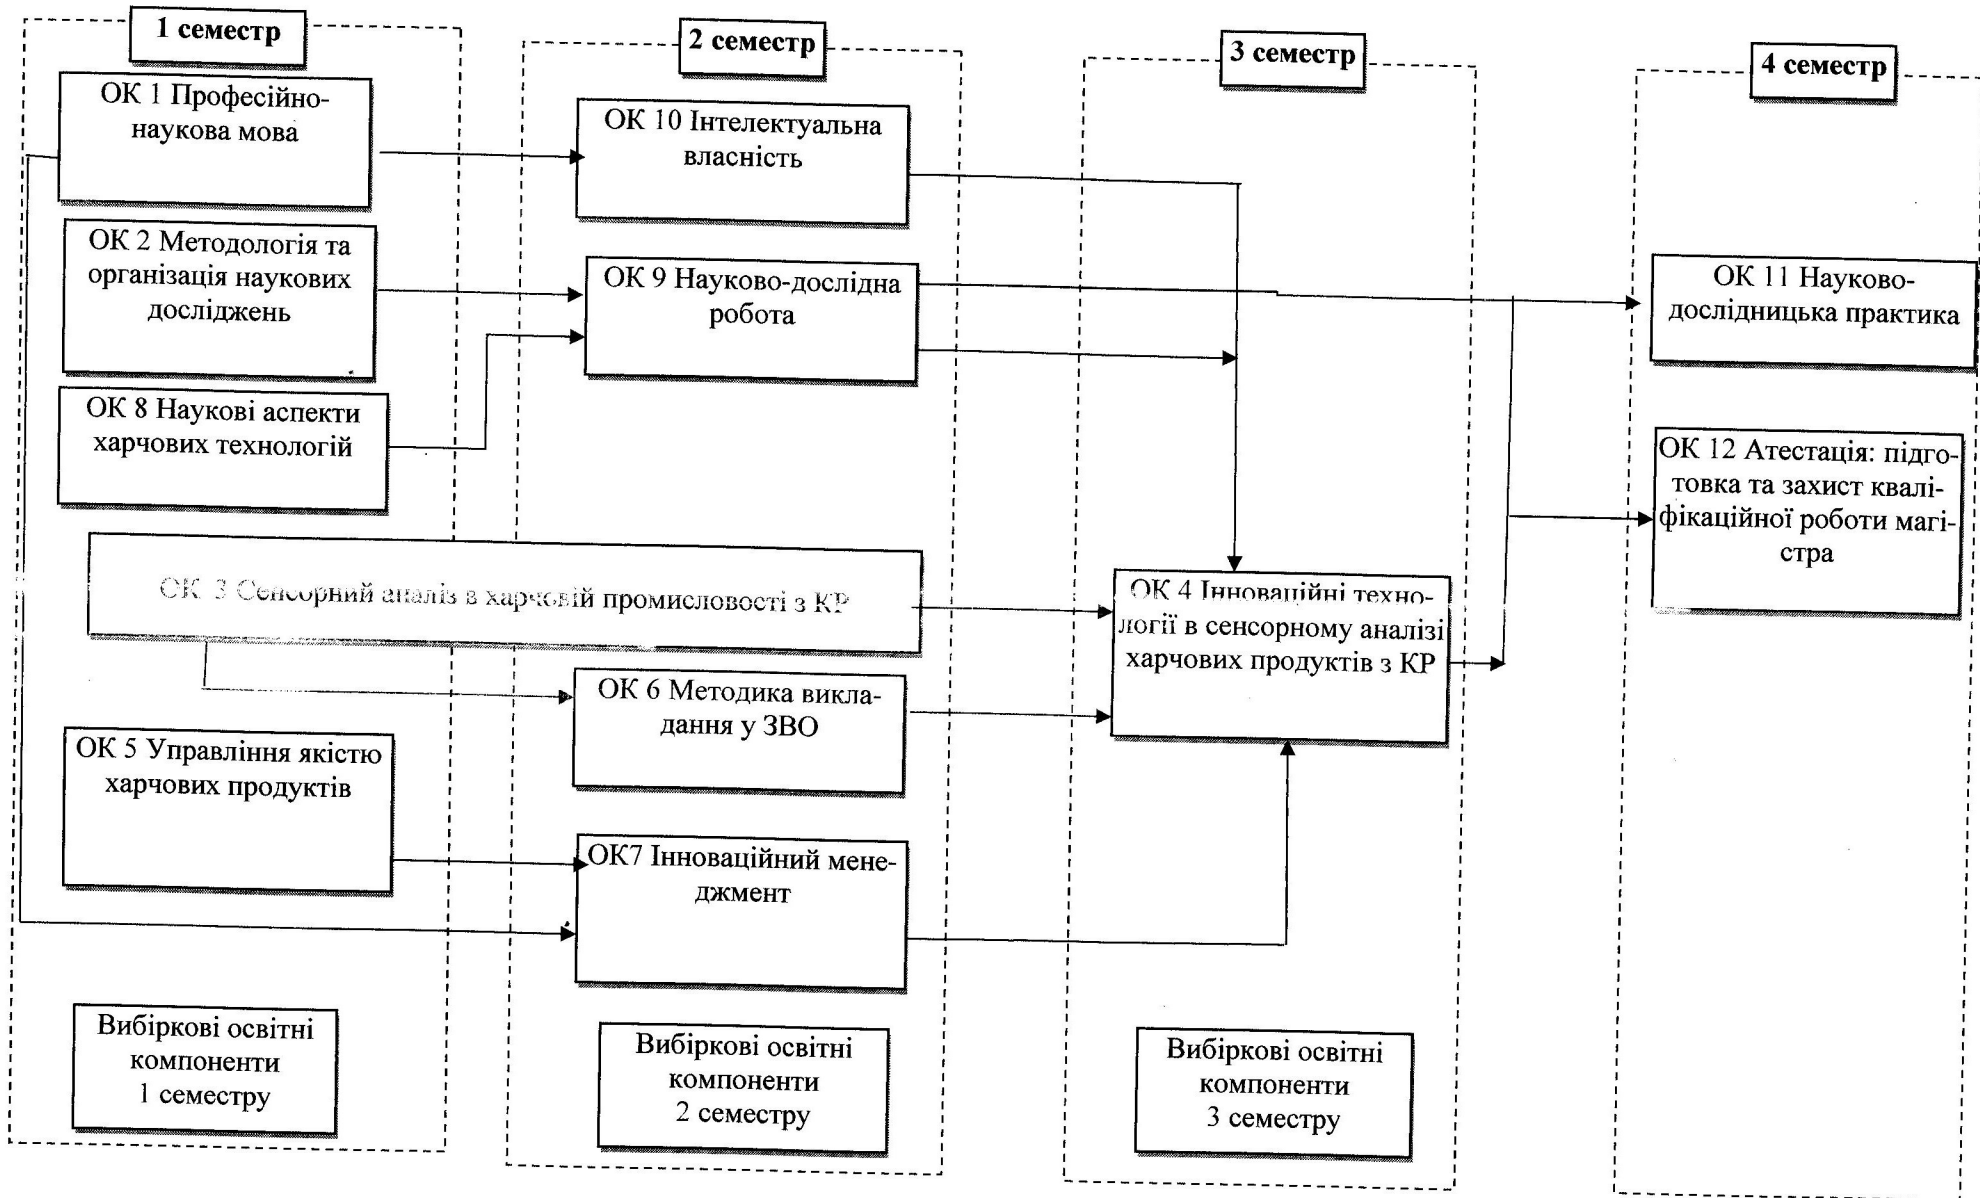 1 семестр
ОК 1 Професійно-
наукова мова
ОК 2 Методологія та
організація наукових
досліджень
ОК 8 Наукові аспекти
харчових технологій
ОК 3 Сенсорний аналіз в харчовій промисловості з КР
ОК 5 Управління якістю
харчових продуктів
Вибіркові освітні
компоненти
1 семестру
2 семестр
ОК 10 Інтелектуальна
власність
ОК 9 Науково-дослідна
робота
ОК 6 Методика викла-
дання у ЗВО
ОК7 Інноваційний мене-
джмент
Вибіркові освітні
компоненти
2 семестру
3 семестр
ОК 4 Інноваційні техно-
логії в сенсорному аналізі
харчових продуктів з КР
Вибіркові освітні
компоненти
3 семестру
4 семестр
ОК 11 Науково-
дослідницька практика
ОК 12 Атестація: підго-
товка та захист квалі-
фікаційної роботи магі-
стра